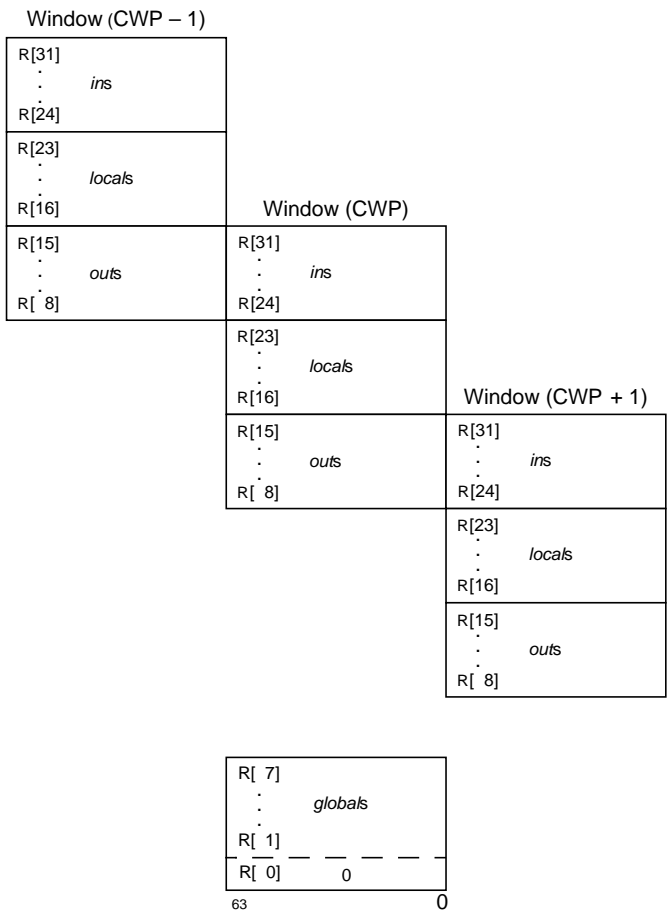 Window (CWP – 1)
R[31]
. . .
ins
R[24]
R[23]
. . .
locals
R[16]
R[15]
. . .
outs
R[ 8]
Window (CWP)
R[31]
. . .
ins
R[24]
R[23]
. . .
locals
R[16]
R[15]
. . .
outs
R[ 8]
Window (CWP + 1)
R[31]
. . .
ins
R[24]
R[23]
. . .
locals
R[16]
R[15]
. . .
outs
R[ 8]
R[ 7]
. . .
globals
R[ 1]
R[ 0] 0
63 0